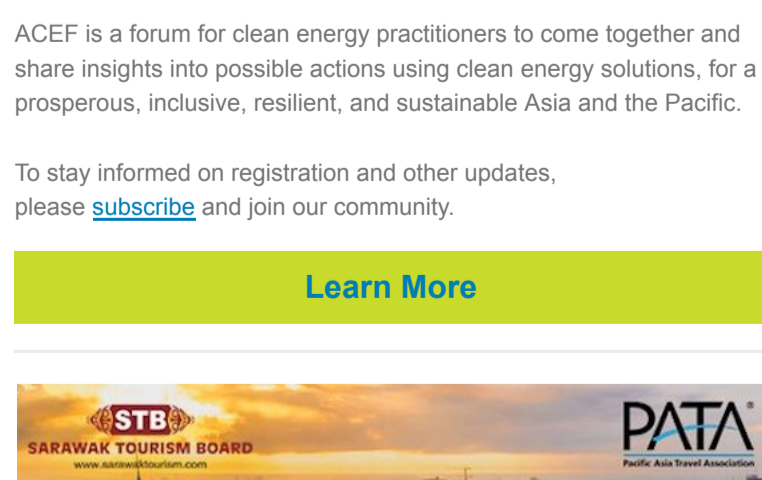 ACEF is a forum for clean energy practitioners to come together and
share insights into possible actions using clean energy solutions, for a
prosperous, inclusive, resilient, and sustainable Asia and the Pacific.
To stay informed on registration and other updates,
please subscribe and join our community.
Learn More
STB
SARAWAK TOURISM BOARD
www.sarawaktourism.com
PATA®
Pacific Asia Travel Association